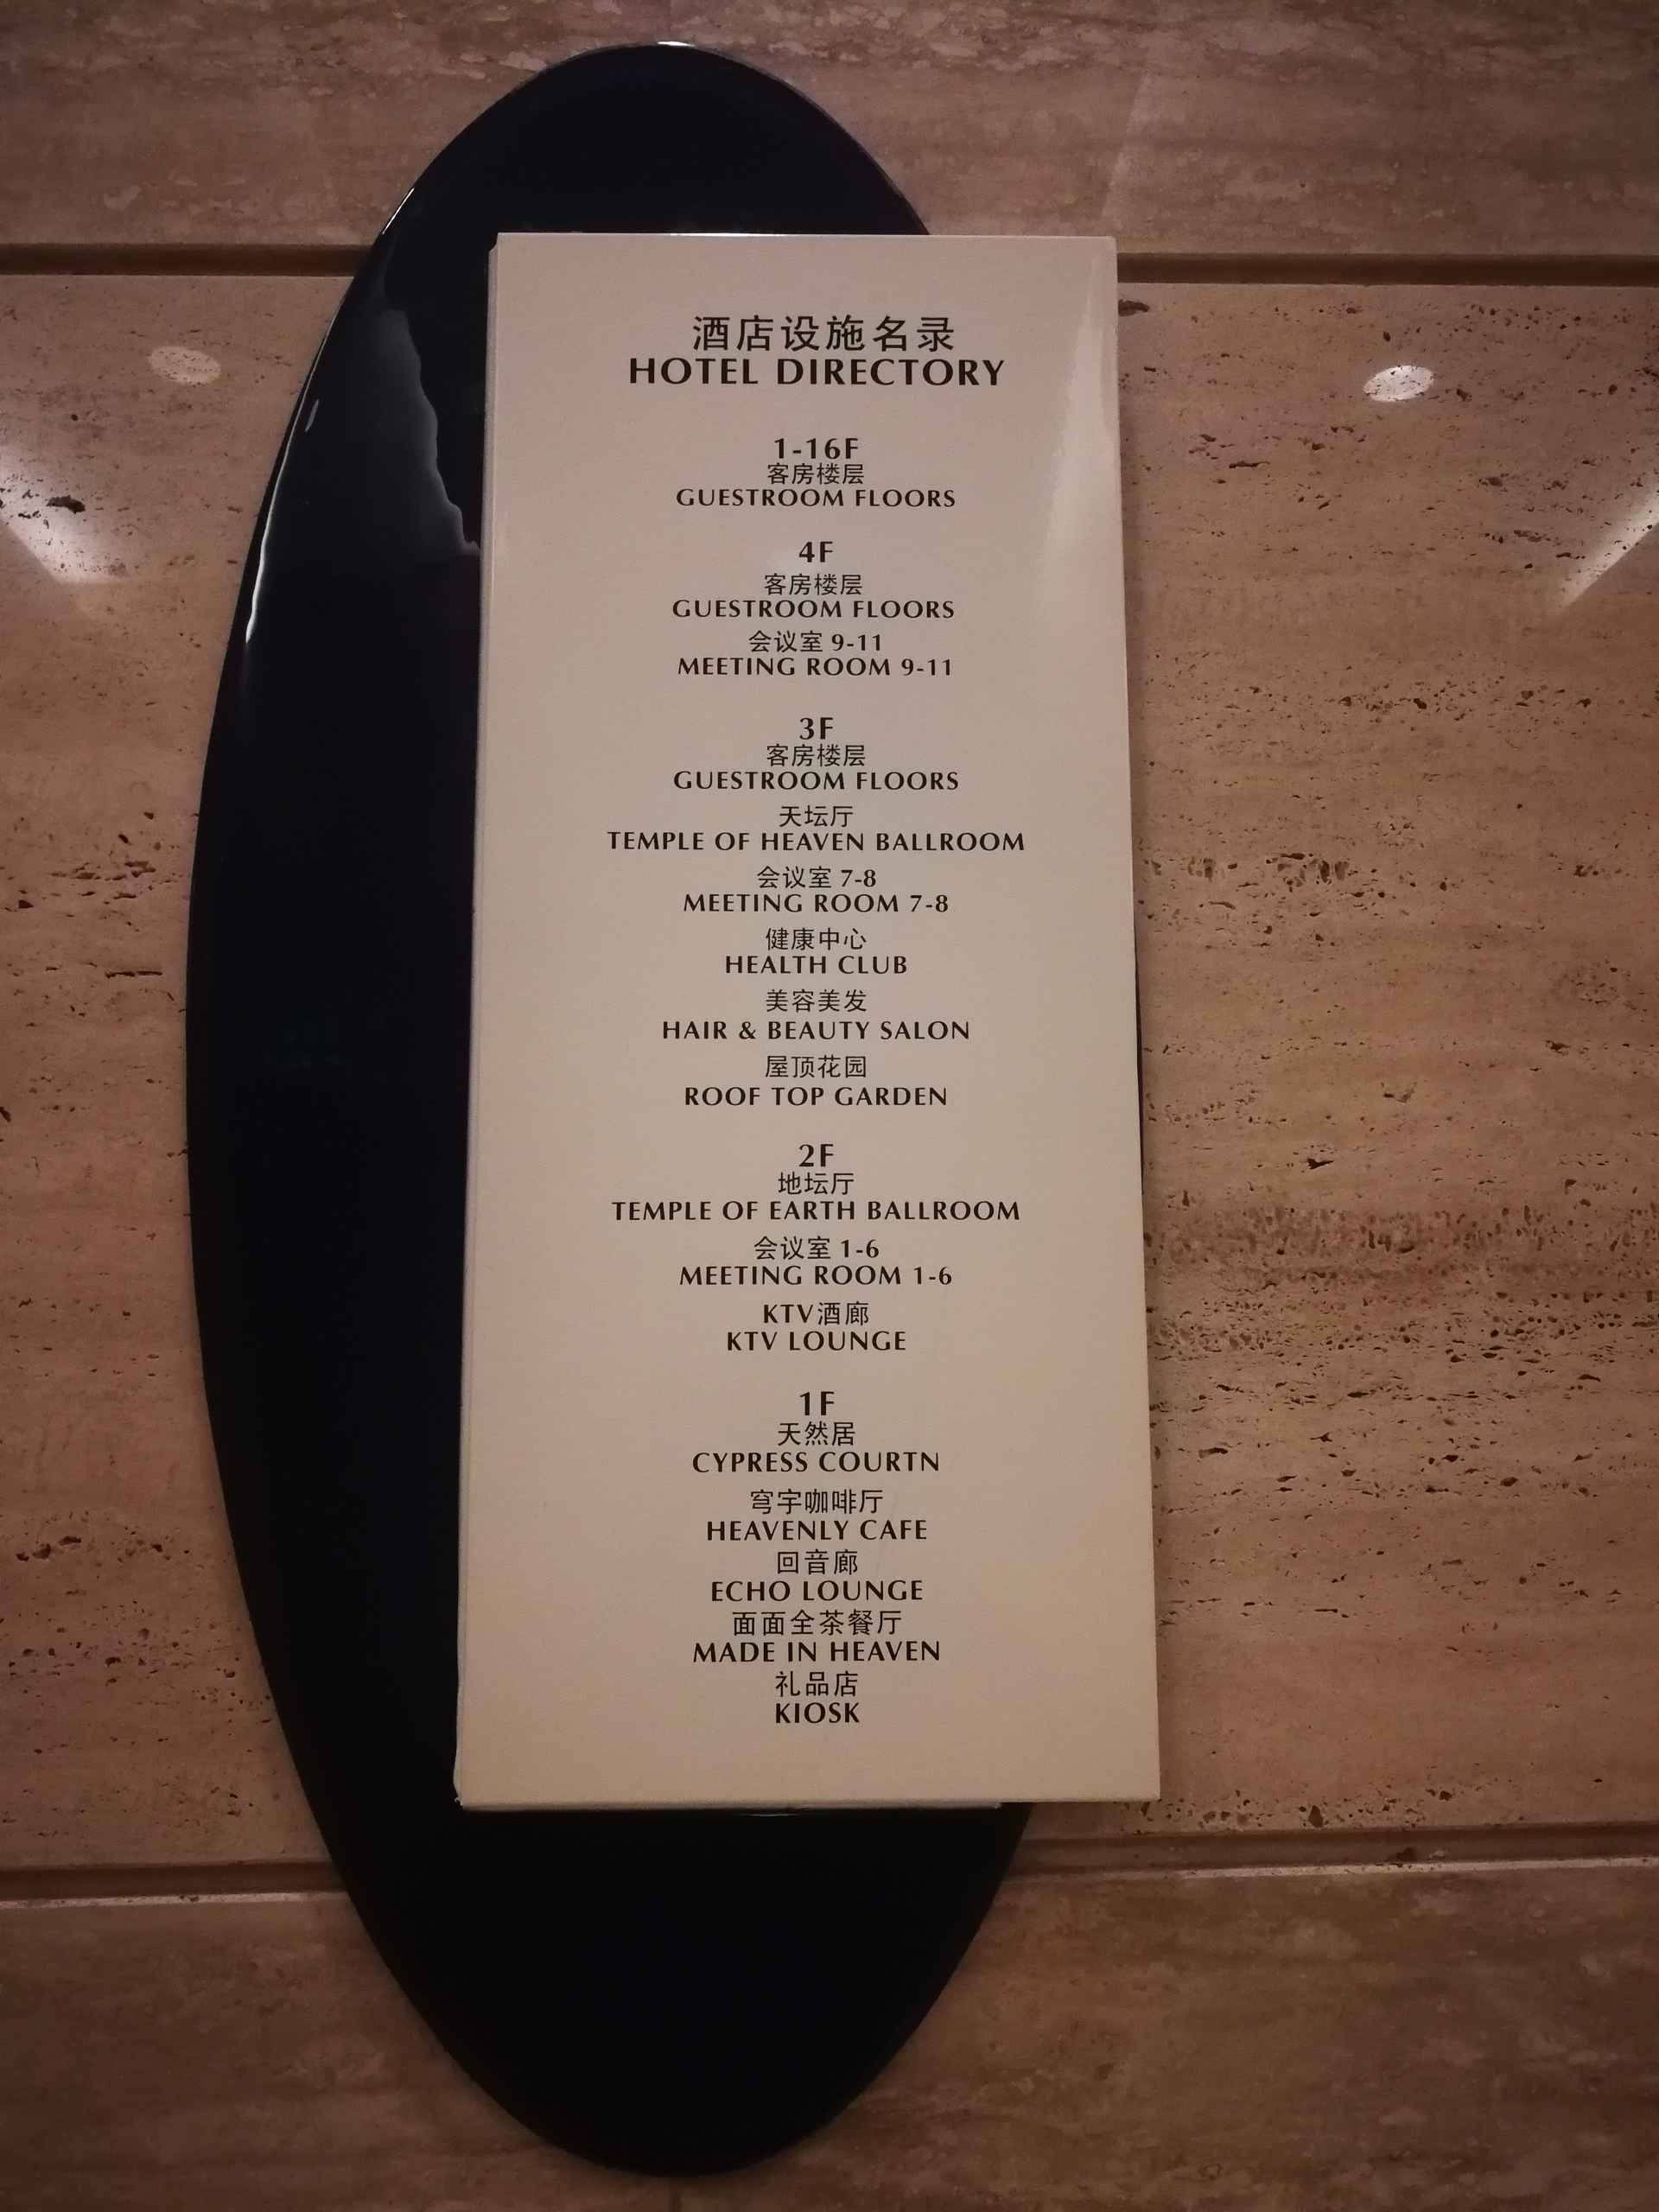 酒店设施名录
HOTEL DIRECTORY
1-16F
客房楼层
GUESTROOM FLOORS
4F
客房楼层
GUESTROOM FLOORS
会议室 9-11
MEETING ROOM 9-11
3F
客房楼层
GUESTROOM FLOORS
天坛厅
TEMPLE OF HEAVEN BALLROOM
会议室 7-8
MEETING ROOM 7-8
健康中心
HEALTH CLUB
美容美发
HAIR & BEAUTY SALON
屋顶花园
ROOF TOP GARDEN
2F
地坛厅
TEMPLE OF EARTH BALLROOM
会议室 1-6
MEETING ROOM 1-6
KTV酒廊
KTV LOUNGE
1F
天然居
CYPRESS COURTN
穹宇咖啡厅
HEAVENLY CAFE
回音廊
ECHO LOUNGE
面面全茶餐厅
MADE IN HEAVEN
礼品店
KIOSK